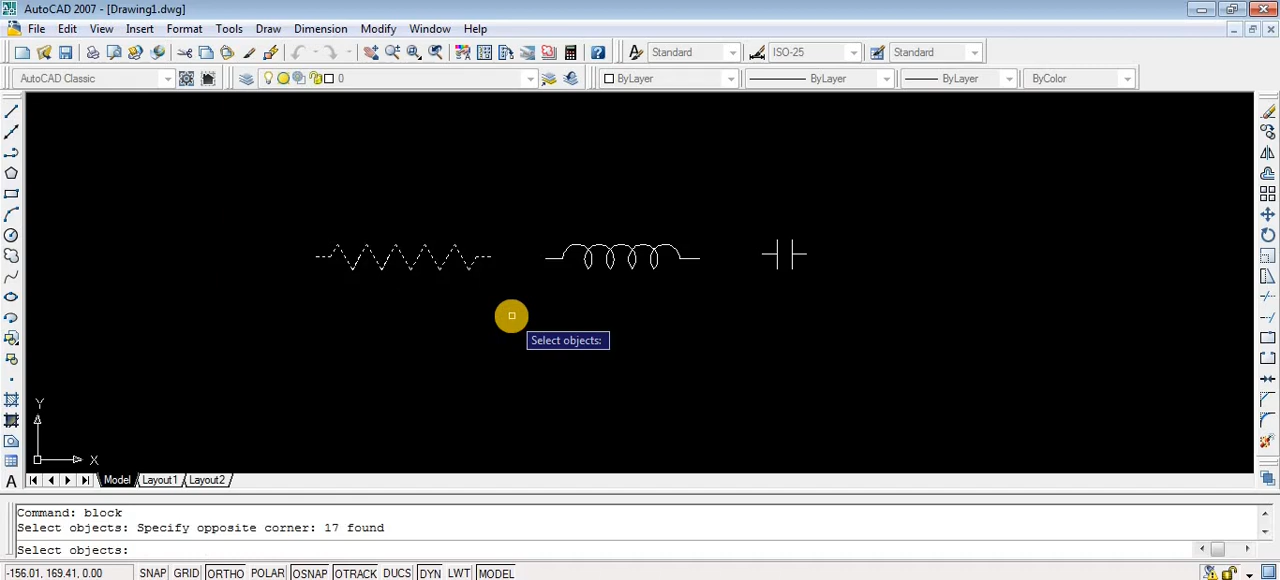 AutoCAD 2007 - [Drawing1.dwg]
File Edit View Insert Format Tools Draw Dimension Modify Window Help
Standard ISO-25 Standard
AutoCAD Classic 0 ByLayer ByLayer ByLayer ByColor
Select objects:
Y
X
A Model Layout1 Layout2
Command: block
Select objects: Specify opposite corner: 17 found
Select objects:
-156.01, 169.41, 0.00 SNAP GRID ORTHO POLAR OSNAP OTRACK DUCS DYN LWT MODEL